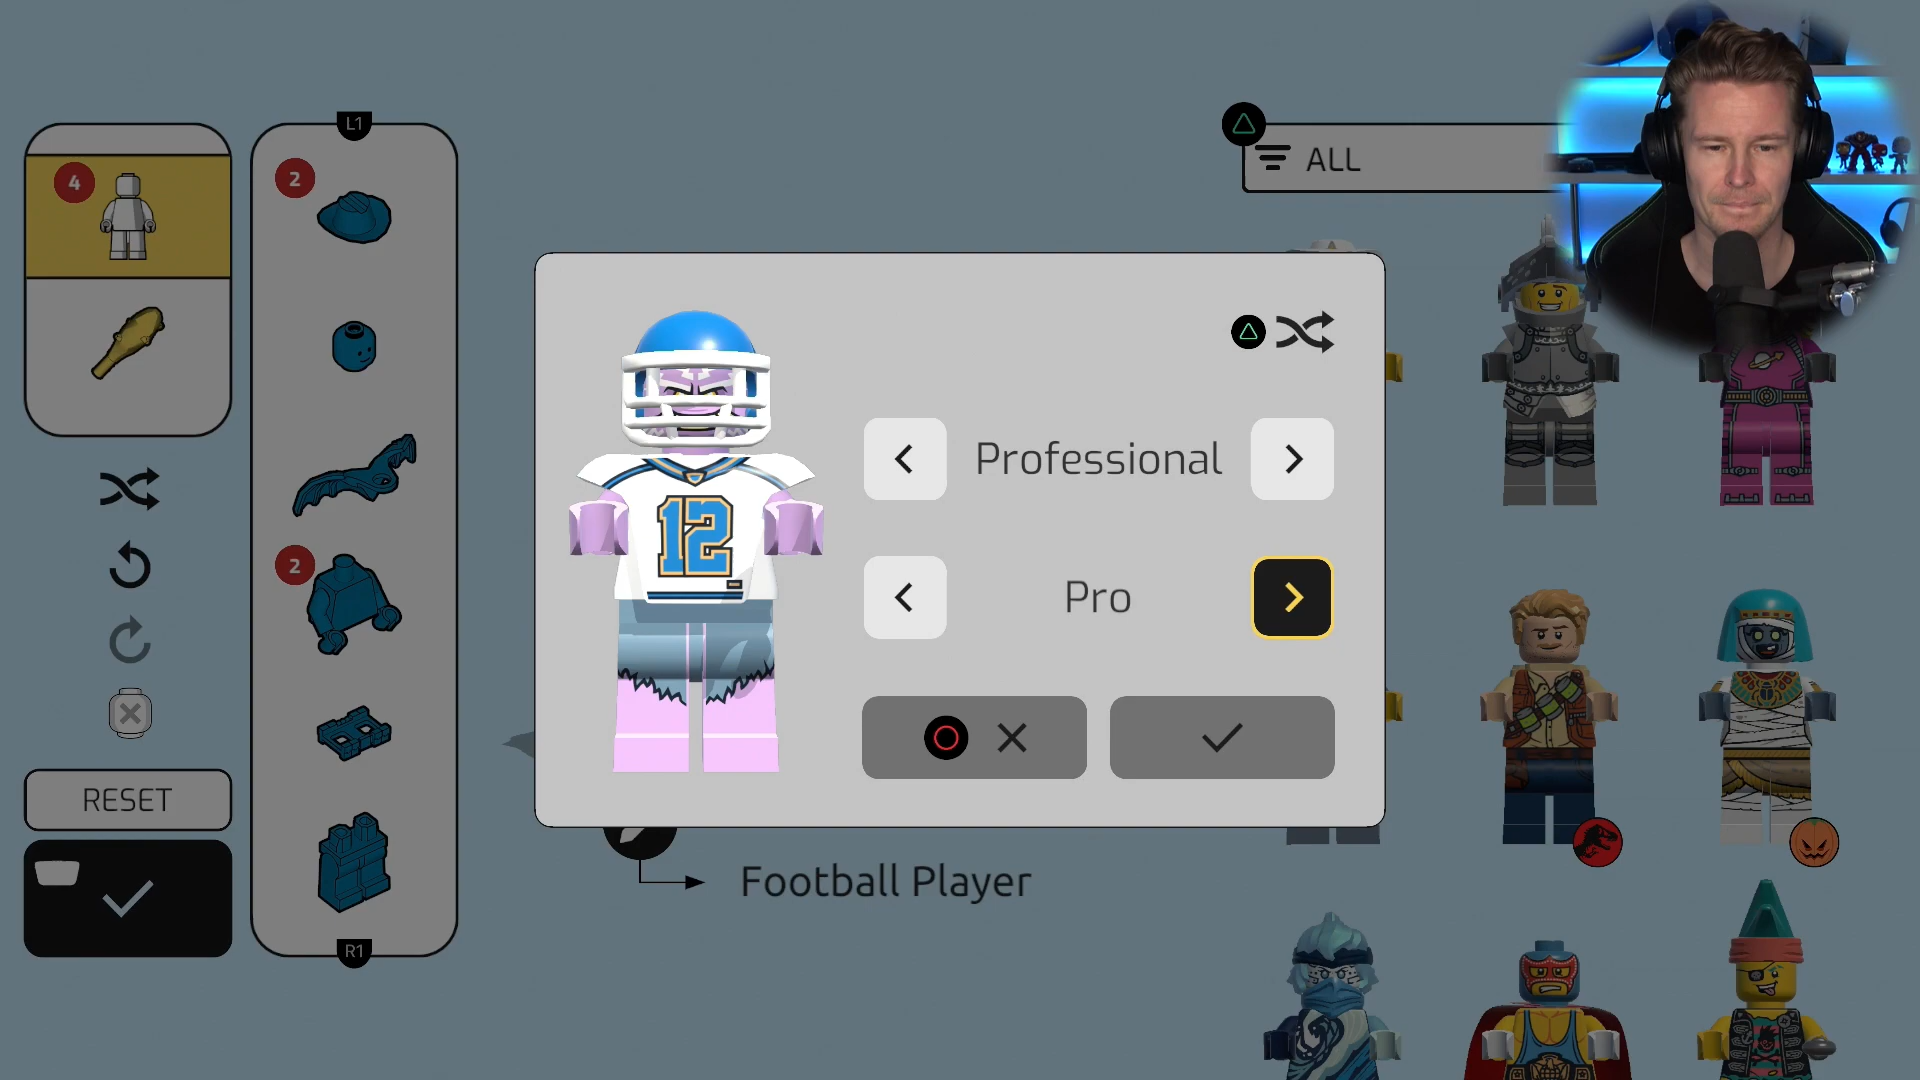 L1
4
2
ALL
Professional
12
2
Pro
RESET
Football Player
R1